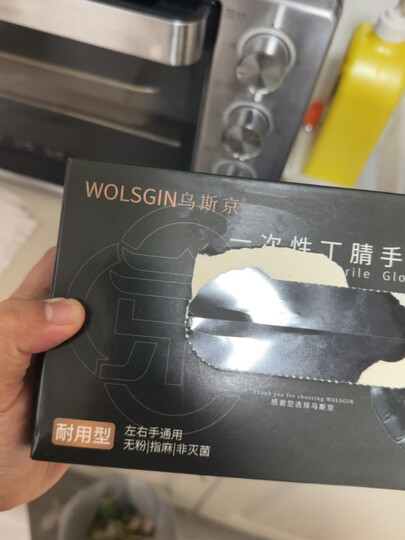 WOLSGIN乌斯京
一次性丁腈手
rile Glo
Thank you for choosing WOLSGIN
感谢您选择乌斯京
耐用型
左右手通用
无粉|指麻|非灭菌